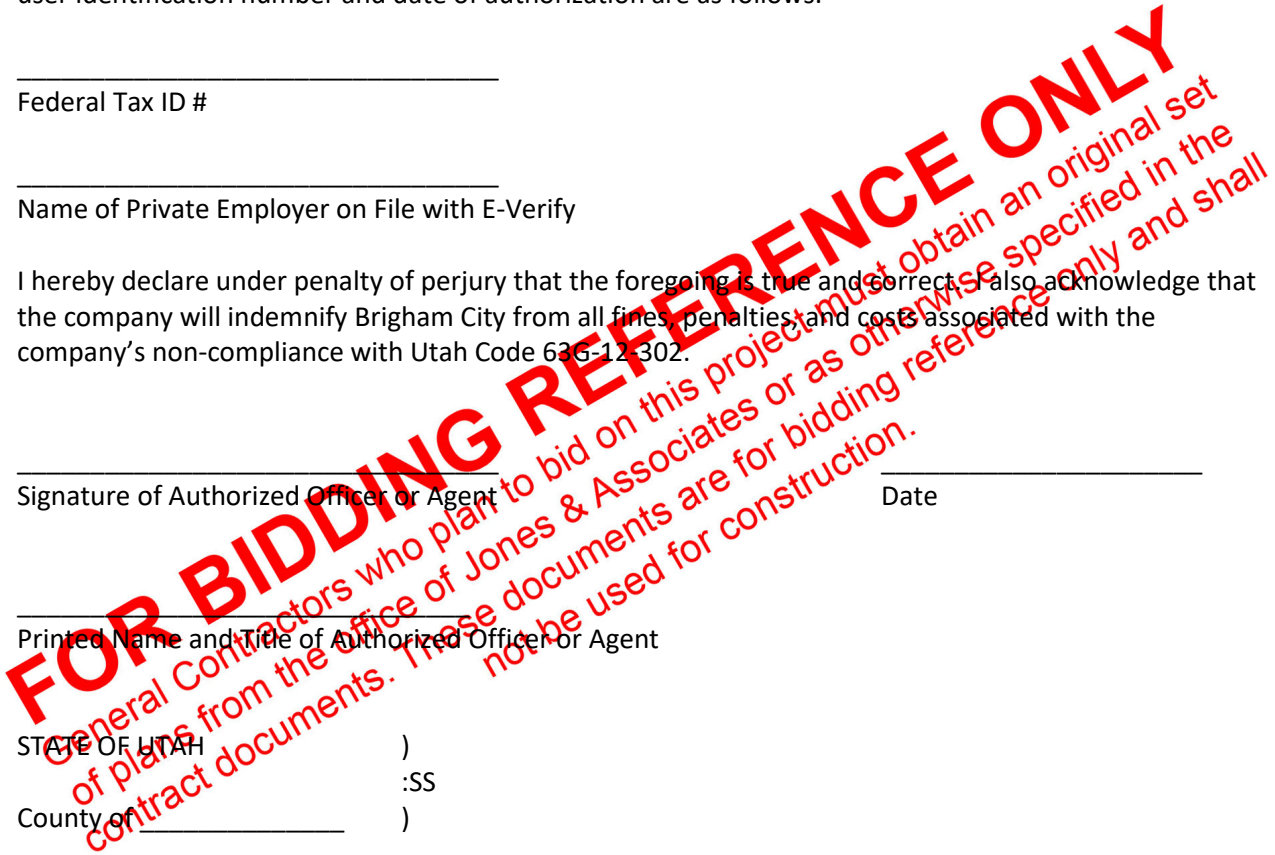 user identification number and date of authorization are as follows:
_________________________________
Federal Tax ID #
_________________________________
Name of Private Employer on File with E-Verify
I hereby declare under penalty of perjury that the foregoing is true and correct. I also acknowledge that
the company will indemnify Brigham City from all fines, penalties, and costs associated with the
company’s non-compliance with Utah Code 63G-12-302.
_________________________________ ______________________
Signature of Authorized Officer or Agent Date
_______________________________
Printed Name and Title of Authorized Officer or Agent
STATE OF UTAH )
:SS
County of ______________ )
FOR BIDDING REFERENCE ONLY
General Contractors who plan to bid on this project must obtain an original set
of plans from the office of Jones & Associates or as otherwise specified in the
contract documents. These documents are for bidding reference only and shall
not be used for construction.